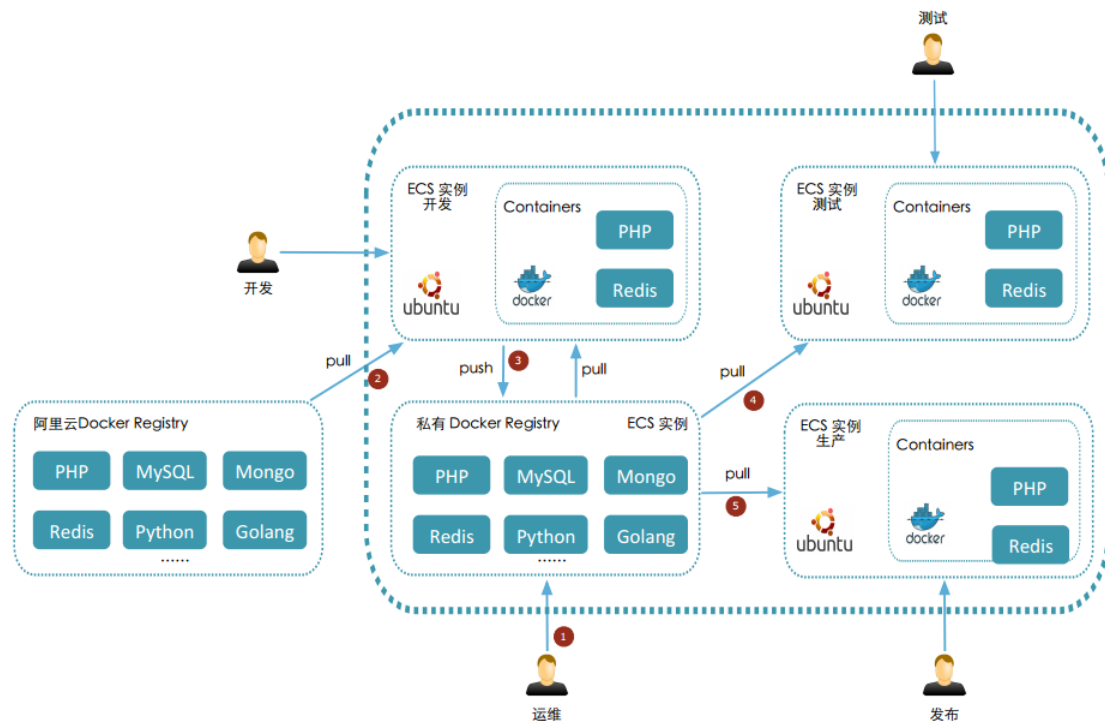 测试
ECS 实例
开发
Containers
PHP
Redis
ubuntu
docker
ECS 实例
测试
Containers
PHP
Redis
ubuntu
docker
开发
pull
2
push
3
pull
pull
4
阿里云Docker Registry
PHP
MySQL
Mongo
Redis
Python
Golang
......
私有 Docker Registry
ECS 实例
PHP
MySQL
Mongo
Redis
Python
Golang
......
pull
5
ECS 实例
生产
Containers
PHP
Redis
ubuntu
docker
1
运维
发布